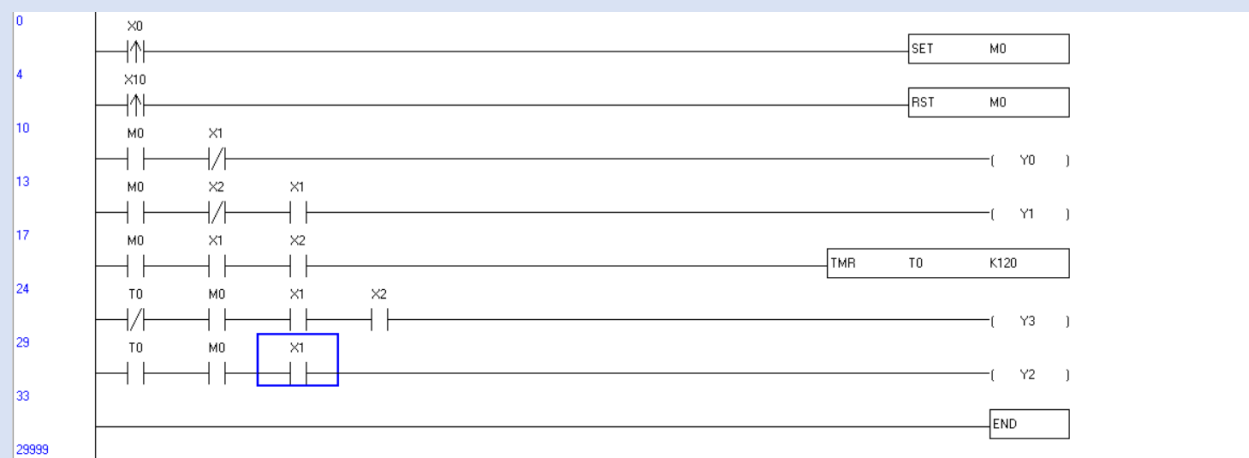 0
X0
SET M0
4
X10
RST M0
10
M0 X1
( Y0 )
13
M0 X2 X1
( Y1 )
17
M0 X1 X2
TMR T0 K120
24
T0 M0 X1 X2
( Y3 )
29
T0 M0 X1
( Y2 )
33
END
29999